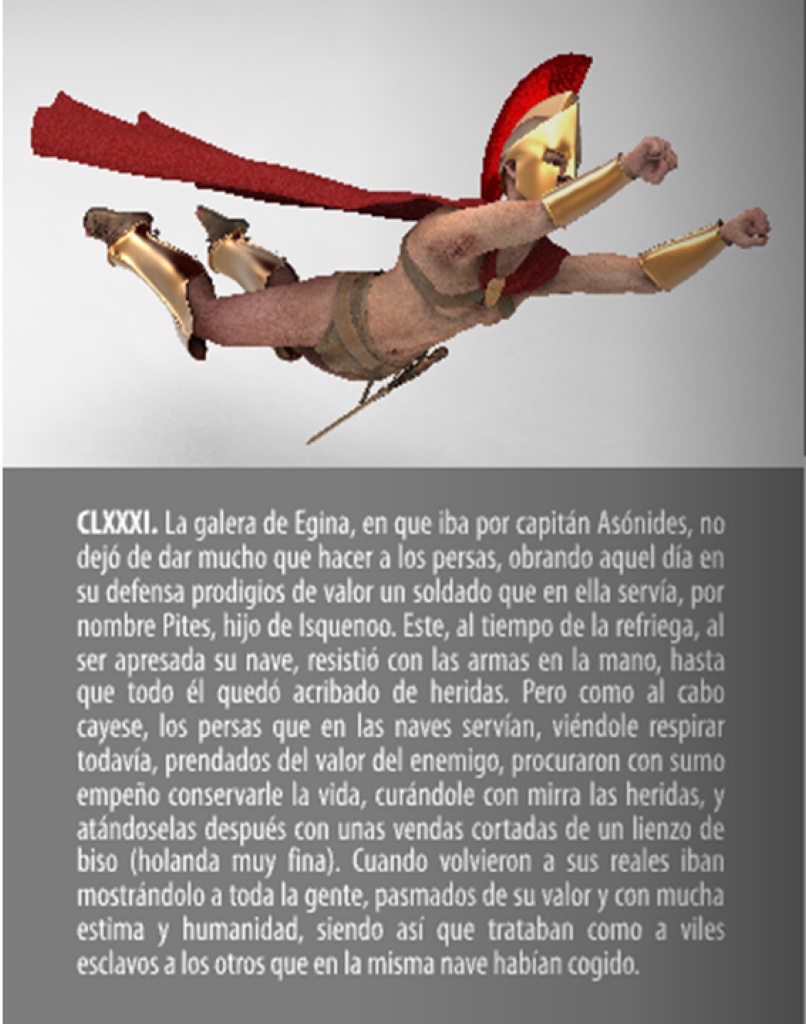 CLXXXI. La galera de Egina, en que iba por capitán Asónides, no
dejó de dar mucho que hacer a los persas, obrando aquel día en
su defensa prodigios de valor un soldado que en ella servía, por
nombre Pites, hijo de Isquenoo. Este, al tiempo de la refriega, al
ser apresada su nave, resistió con las armas en la mano, hasta
que todo él quedó acribado de heridas. Pero como al cabo
cayese, los persas que en las naves servían, viéndole respirar
todavía, prendados del valor del enemigo, procuraron con sumo
empeño conservarle la vida, curándole con mirra las heridas, y
atándoselas después con unas vendas cortadas de un lienzo de
biso (holanda muy fina). Cuando volvieron a sus reales iban
mostrándolo a toda la gente, pasmados de su valor y con mucha
estima y humanidad, siendo así que trataban como a viles
esclavos a los otros que en la misma nave habían cogido.